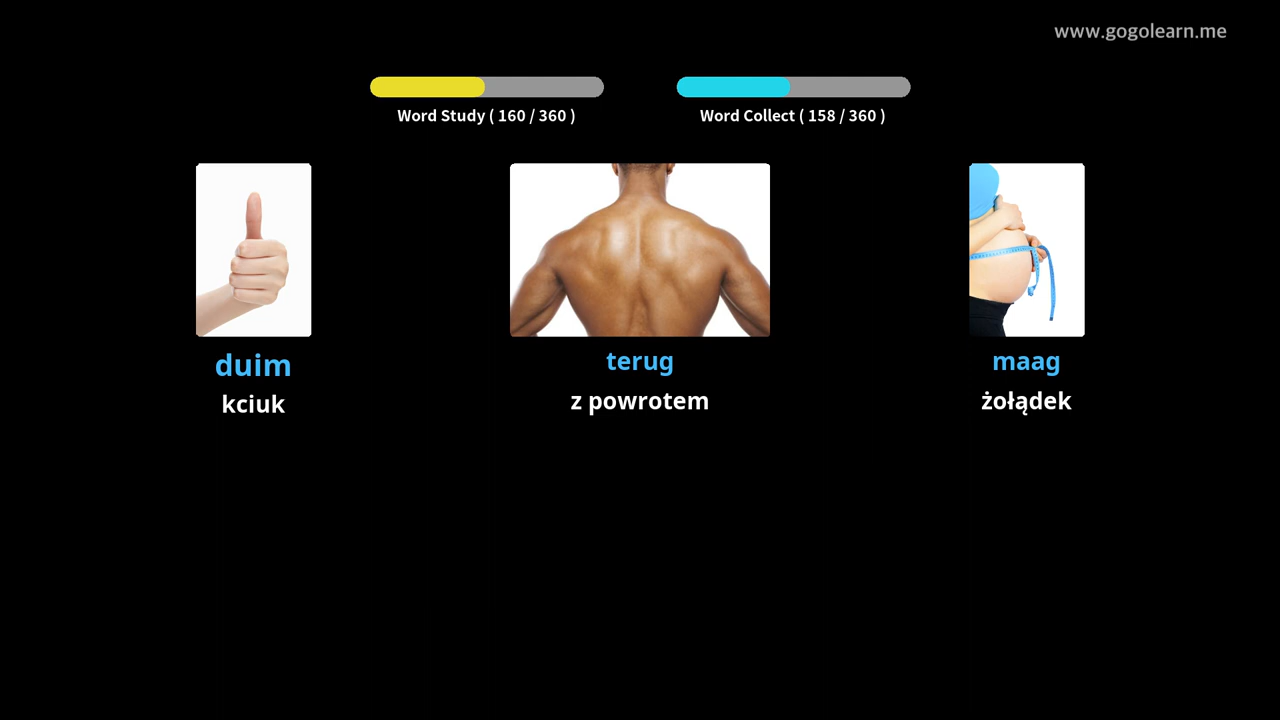 www.gogolearn.me
Word Study ( 160 / 360 )
Word Collect ( 158 / 360 )
duim
kciuk
terug
z powrotem
maag
żołądek